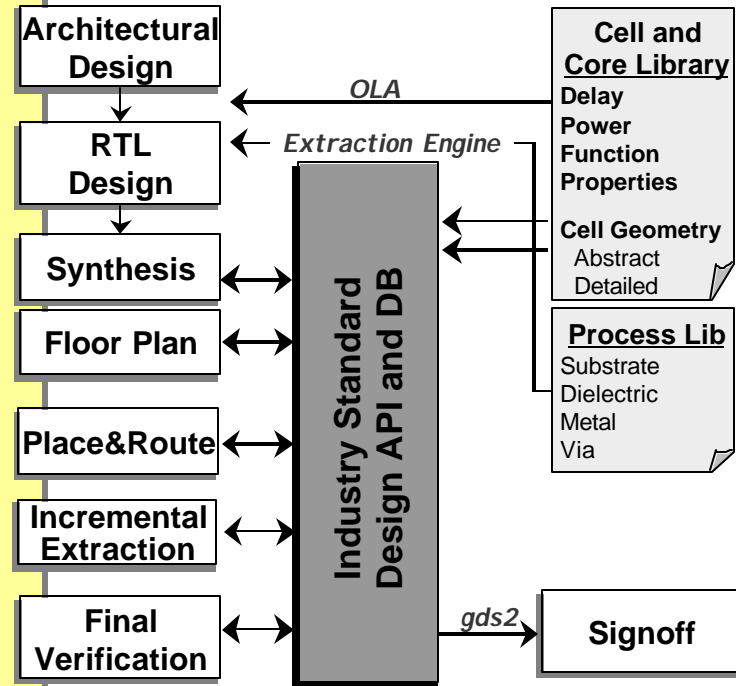 Architectural
Design
RTL
Design
Synthesis
Floor Plan
Place&Route
Incremental
Extraction
Final
Verification
OLA
Extraction Engine
Industry Standard
Design API and DB
Cell and
Core Library
Delay
Power
Function
Properties
Cell Geometry
Abstract
Detailed
Process Lib
Substrate
Dielectric
Metal
Via
gds2
Signoff